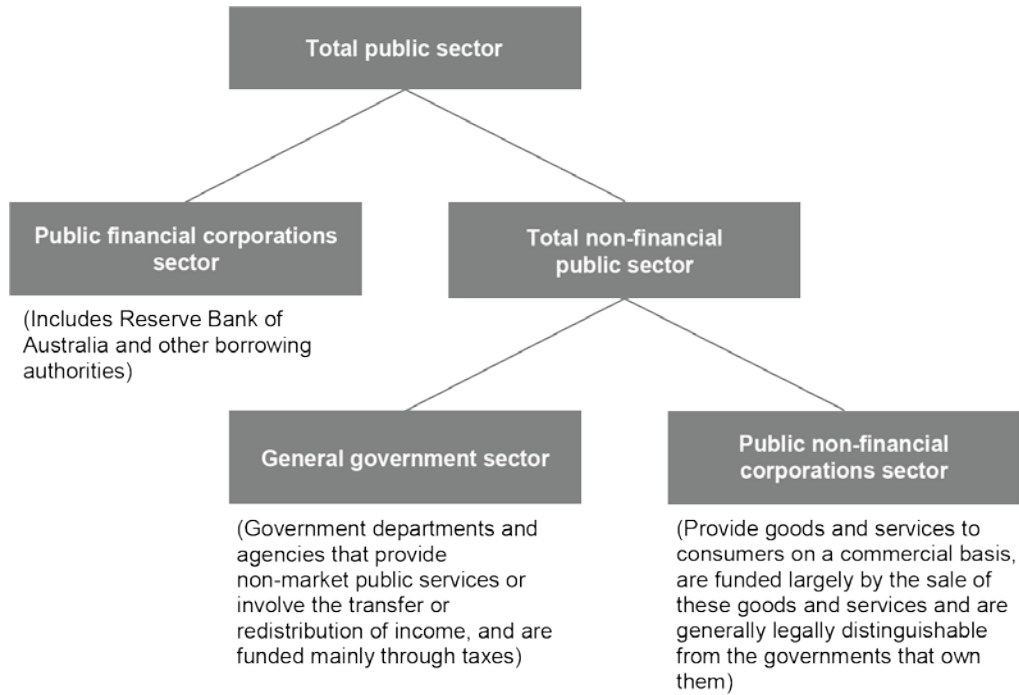 Total public sector
Public financial corporations
sector
Total non-financial
public sector
(Includes Reserve Bank of
Australia and other borrowing
authorities)
General government sector
Public non-financial
corporations sector
(Government departments and
agencies that provide
non-market public services or
involve the transfer or
redistribution of income, and are
funded mainly through taxes)
(Provide goods and services to
consumers on a commercial basis,
are funded largely by the sale of
these goods and services and are
generally legally distinguishable
from the governments that own
them)